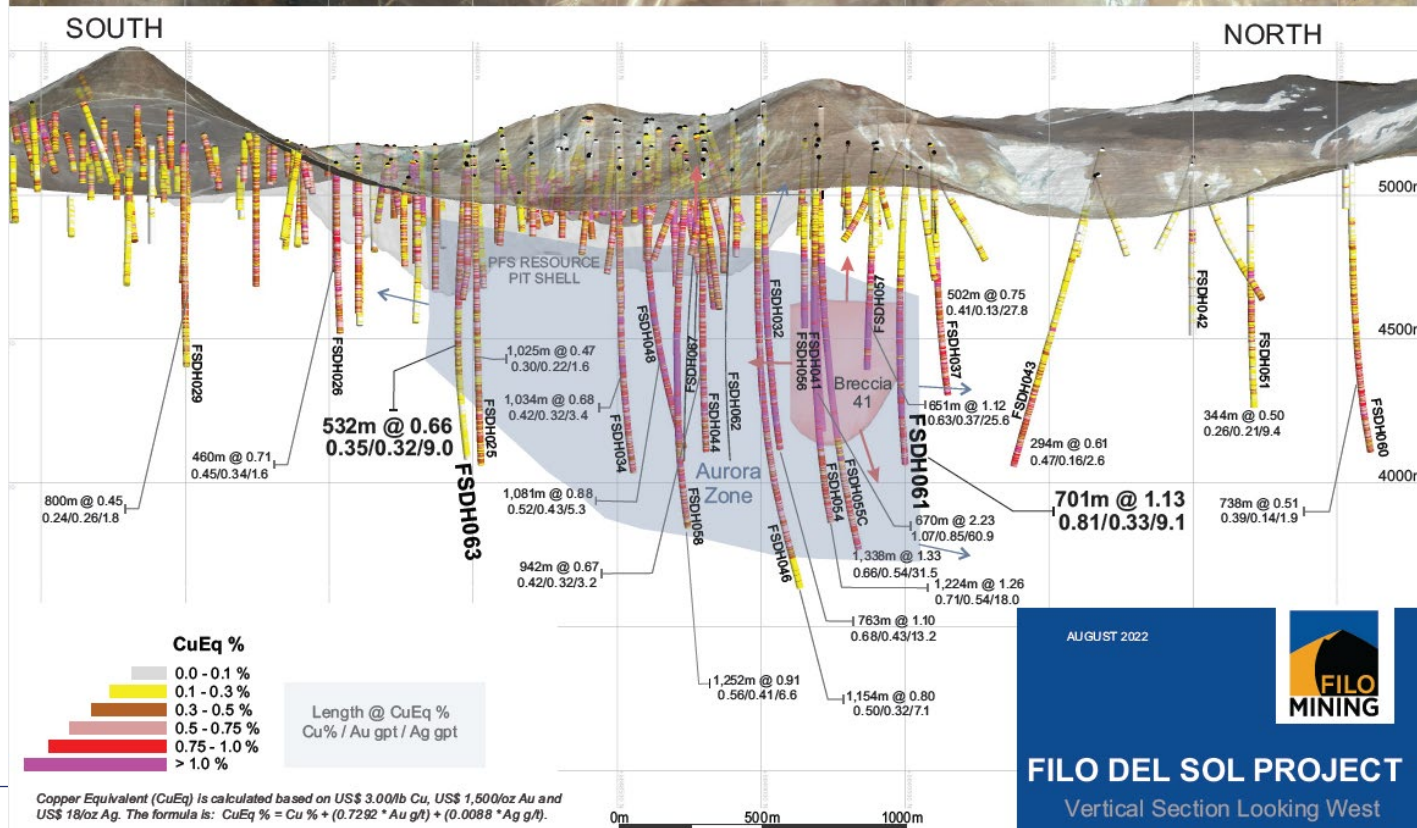 SOUTH
NORTH
5000m
4500m
4000m
PFS RESOURCE
PIT SHELL
FSDH029
FSDH026
FSDH063
FSDH025
FSDH034
FSDH048
FSDH058
FSDH067
FSDH044
FSDH062
FSDH032
FSDH046
FSDH056
FSDH041
FSDH054
FSDH055C
FSDH057
FSDH061
FSDH037
FSDH043
FSDH042
FSDH051
FSDH060
Aurora
Zone
Breccia
41
800m @ 0.45
0.24/0.26/1.8
460m @ 0.71
0.45/0.34/1.6
532m @ 0.66
0.35/0.32/9.0
1,025m @ 0.47
0.30/0.22/1.6
1,034m @ 0.68
0.42/0.32/3.4
1,081m @ 0.88
0.52/0.43/5.3
942m @ 0.67
0.42/0.32/3.2
1,252m @ 0.91
0.56/0.41/6.6
1,154m @ 0.80
0.50/0.32/7.1
763m @ 1.10
0.68/0.43/13.2
1,224m @ 1.26
0.71/0.54/18.0
1,338m @ 1.33
0.66/0.54/31.5
670m @ 2.23
1.07/0.85/60.9
701m @ 1.13
0.81/0.33/9.1
651m @ 1.12
0.63/0.37/25.6
502m @ 0.75
0.41/0.13/27.8
294m @ 0.61
0.47/0.16/2.6
344m @ 0.50
0.26/0.21/9.4
738m @ 0.51
0.39/0.14/1.9
CuEq %
0.0 - 0.1 %
0.1 - 0.3 %
0.3 - 0.5 %
0.5 - 0.75 %
0.75 - 1.0 %
> 1.0 %
Length @ CuEq %
Cu% / Au gpt / Ag gpt
Copper Equivalent (CuEq) is calculated based on US$ 3.00/lb Cu, US$ 1,500/oz Au and
US$ 18/oz Ag. The formula is: CuEq % = Cu % + (0.7292 * Au g/t) + (0.0088 * Ag g/t).
0m
500m
1000m
AUGUST 2022
FILO
MINING
FILO DEL SOL PROJECT
Vertical Section Looking West